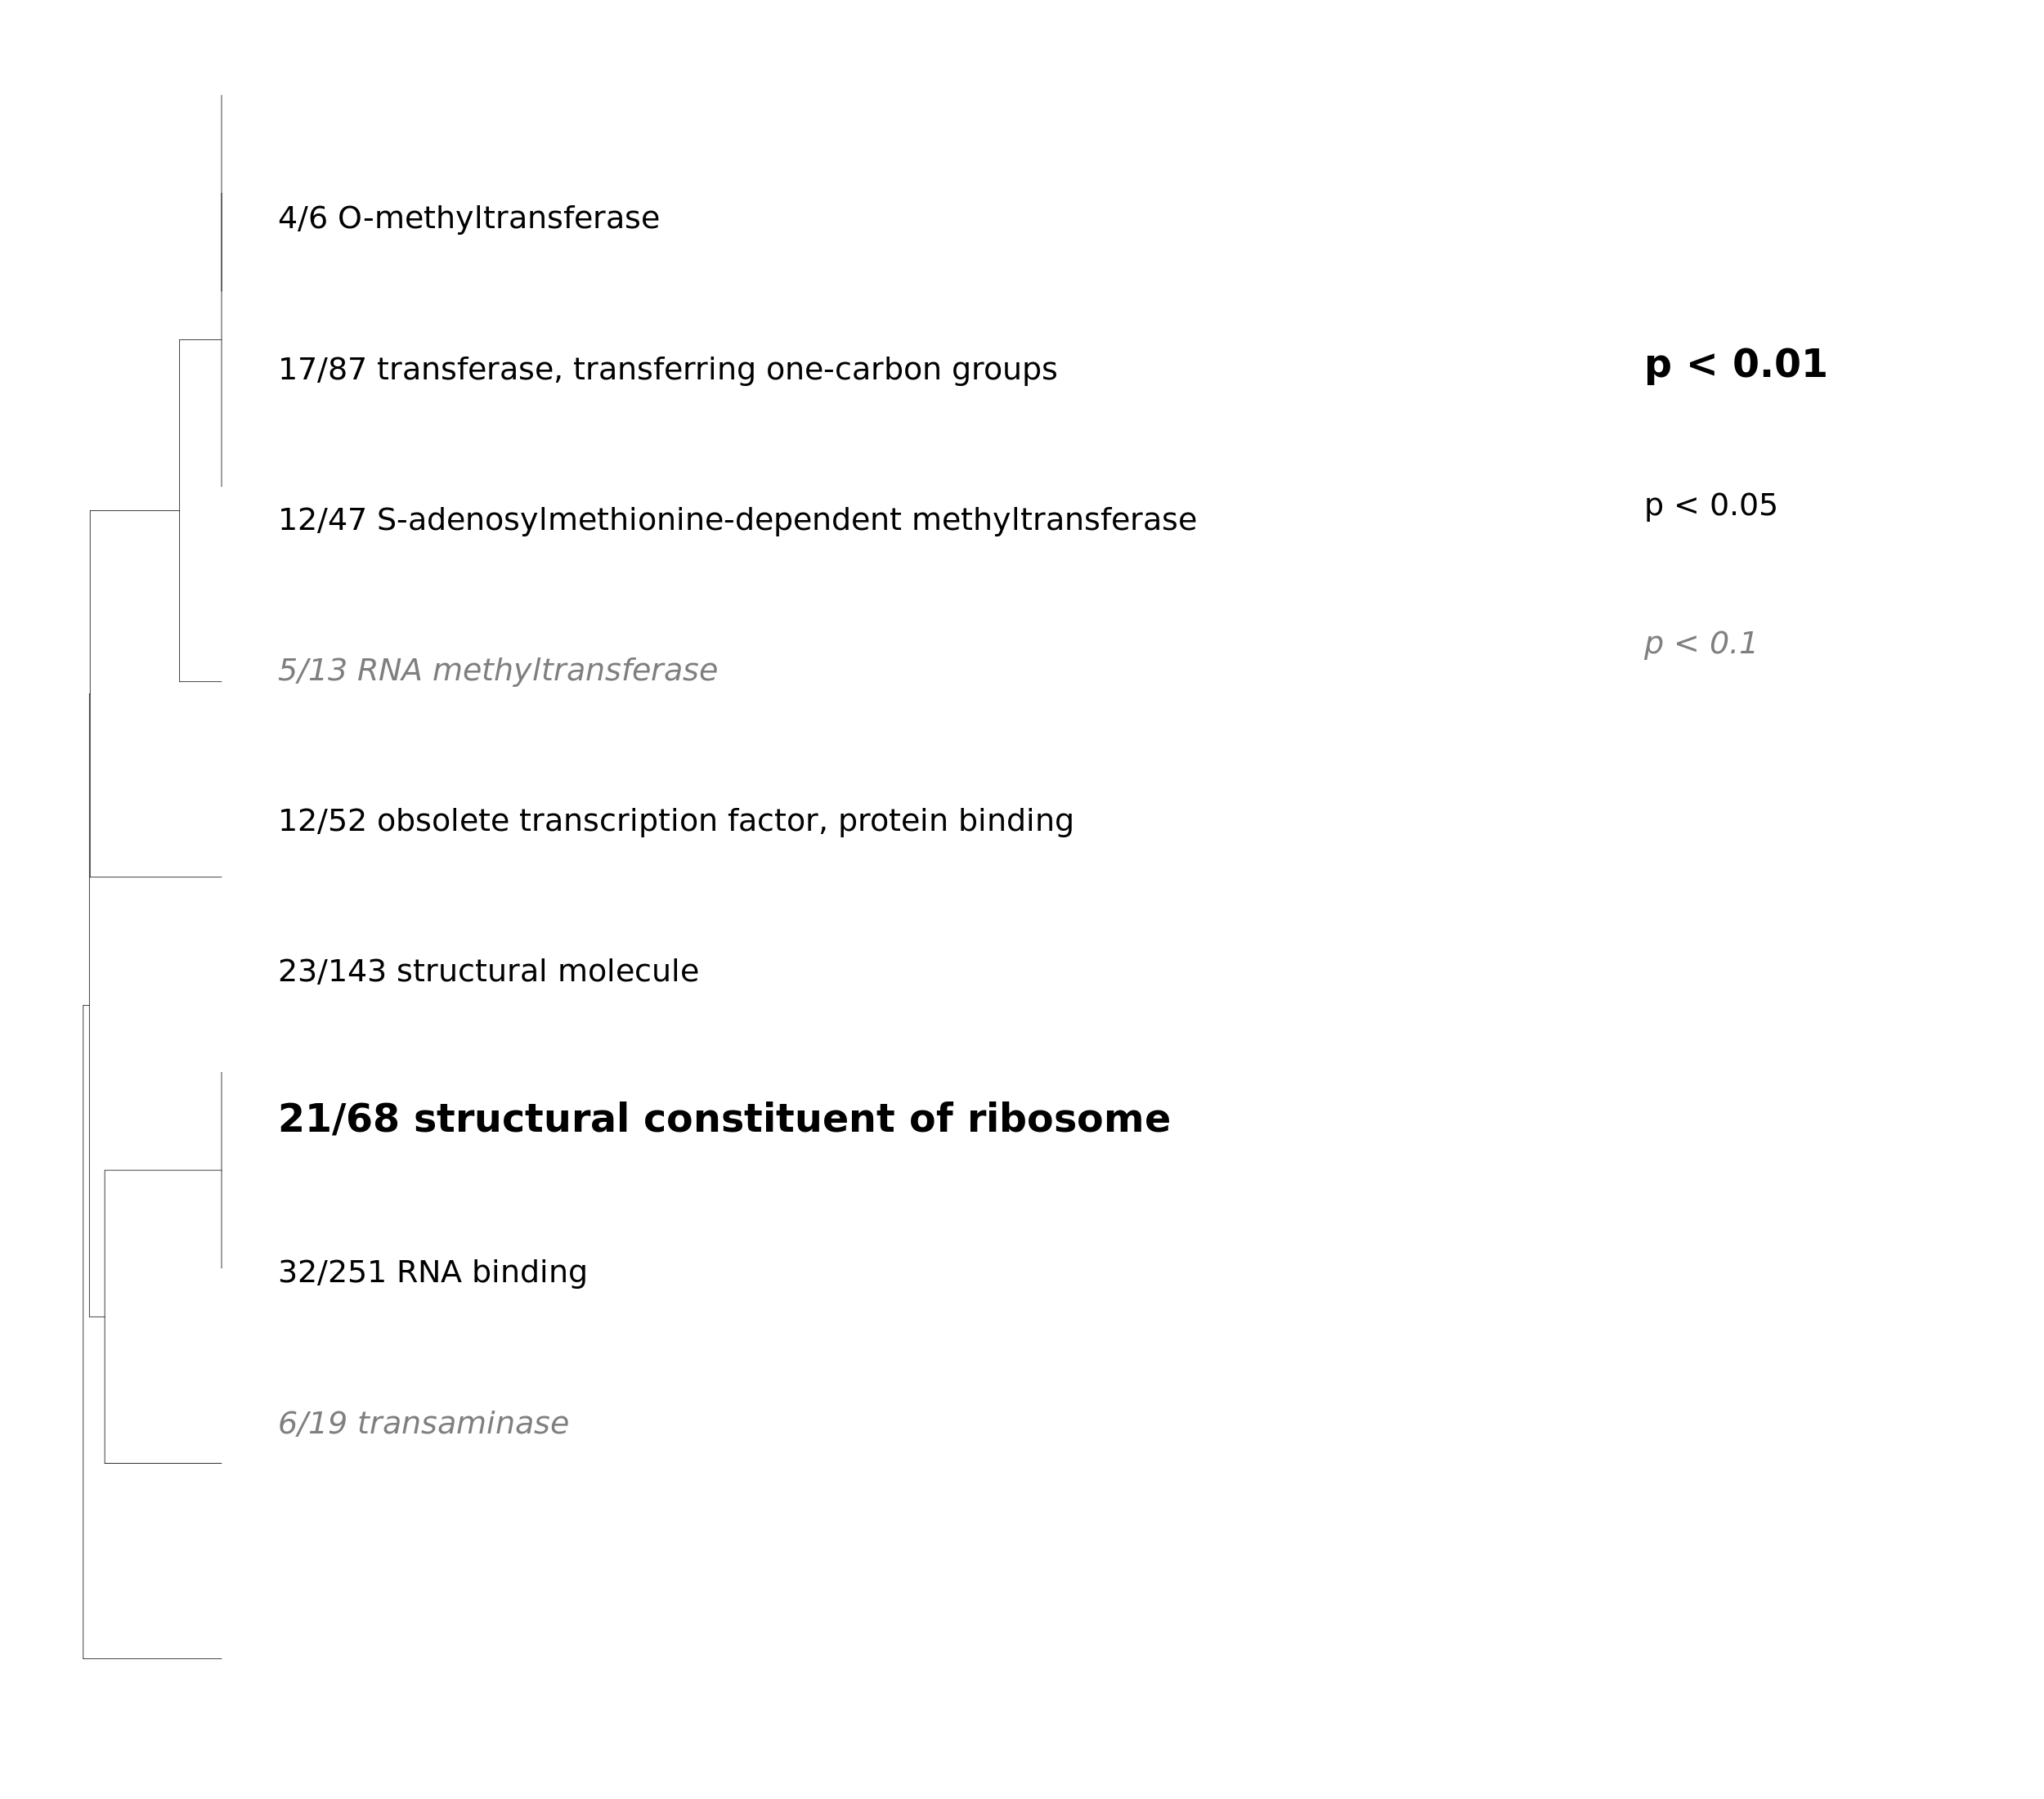 4/6 O-methyltransferase
17/87 transferase, transferring one-carbon groups
12/47 S-adenosylmethionine-dependent methyltransferase
5/13 RNA methyltransferase
12/52 obsolete transcription factor, protein binding
23/143 structural molecule
21/68 structural constituent of ribosome
32/251 RNA binding
6/19 transaminase
p < 0.01
p < 0.05
p < 0.1